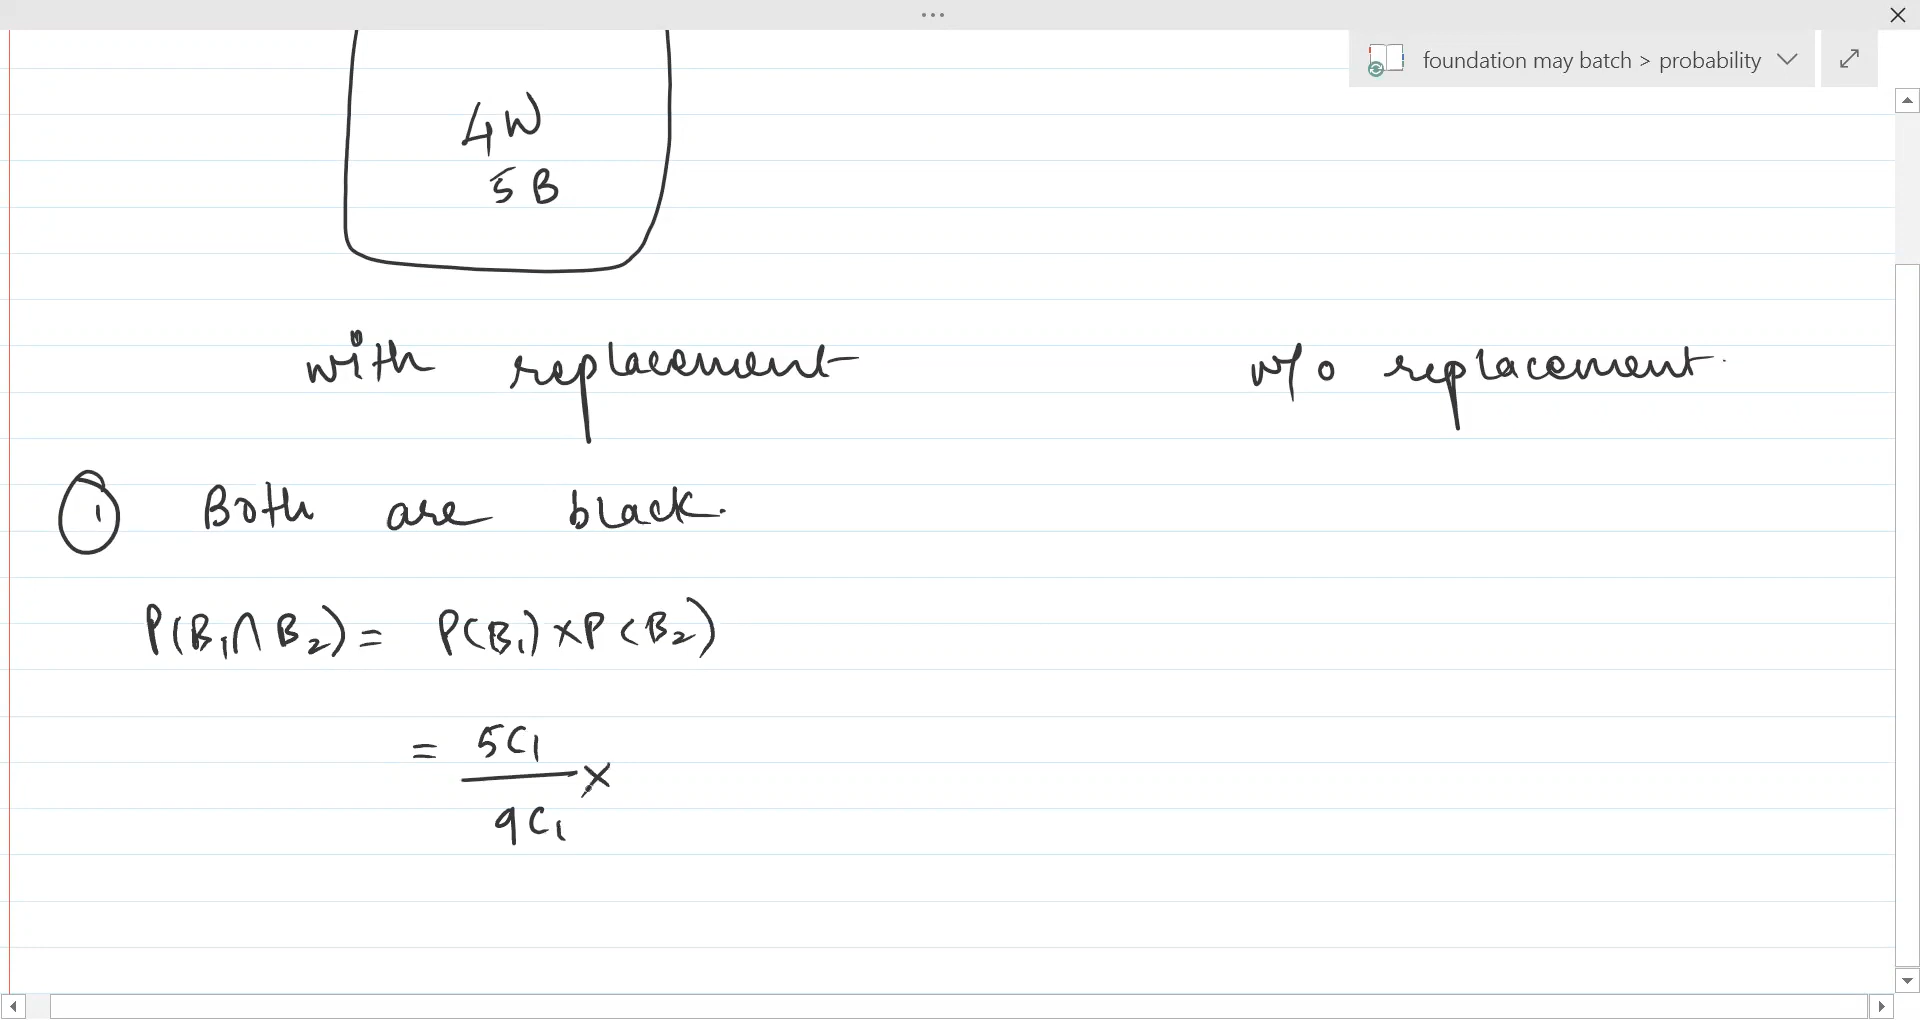 ...
foundation may batch > probability
4W
5B
with replacement
w/o replacement.
1 Both are black.
P(B₁∩B₂) = P(B₁)×P(B₂)
= 5C₁
×
9C₁